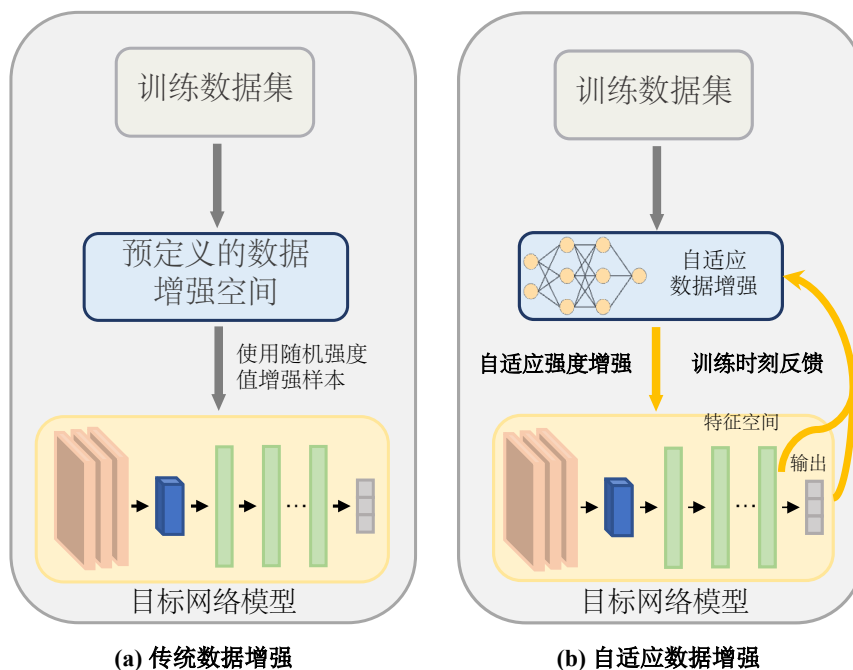 训练数据集
预定义的数据
增强空间
使用随机强度
值增强样本
…
目标网络模型
(a) 传统数据增强
训练数据集
自适应
数据增强
自适应强度增强
训练时刻反馈
特征空间
输出
…
目标网络模型
(b) 自适应数据增强